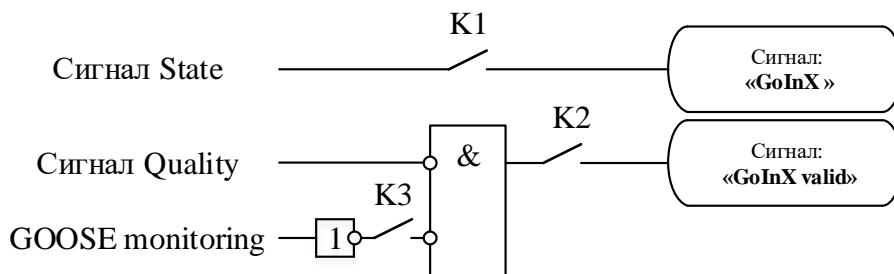 K1
Сигнал State
Сигнал:
«GoInX »
K2
Сигнал Quality
&
Сигнал:
«GoInX valid»
K3
GOOSE monitoring
1